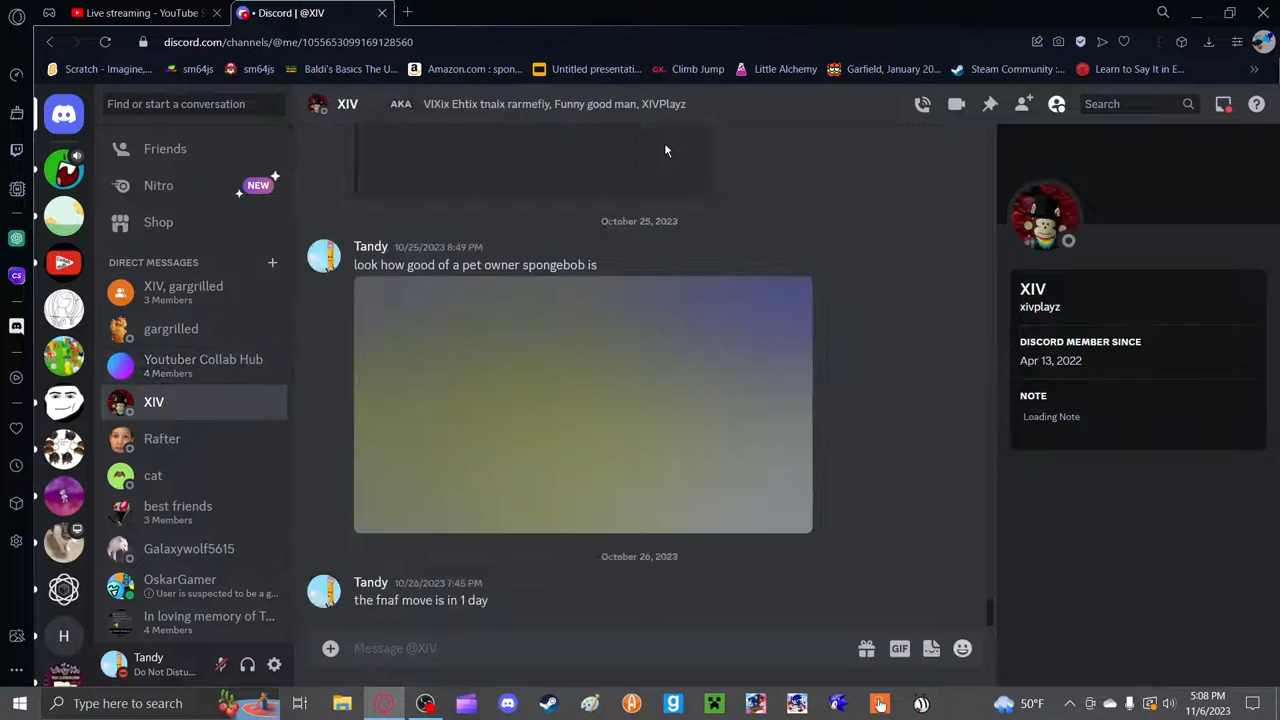 Live streaming - YouTube S
• Discord | @XIV
discord.com/channels/@me/1055653099169128560
Scratch - Imagine,...
sm64js
sm64js
Baldi's Basics The U...
Amazon.com : spon...
Untitled presentati...
Climb Jump
Little Alchemy
Garfield, January 20...
Steam Community :...
Learn to Say It in E...
Find or start a conversation
XIV
AKA
VIXix Ehtix tnaix rarmefiy, Funny good man, XIVPlayz
Search
Friends
Nitro
NEW
Shop
DIRECT MESSAGES
XIV, gargrilled
3 Members
gargrilled
Youtuber Collab Hub
4 Members
XIV
Rafter
cat
best friends
3 Members
Galaxywolf5615
OskarGamer
User is suspected to be a g...
In loving memory of T...
4 Members
Tandy
Do Not Distu...
H
October 25, 2023
Tandy 10/25/2023 8:49 PM
look how good of a pet owner spongebob is
October 26, 2023
Tandy 10/26/2023 7:45 PM
the fnaf move is in 1 day
Message @XIV
GIF
XIV
xivplayz
DISCORD MEMBER SINCE
Apr 13, 2022
NOTE
Loading Note
Type here to search
50°F
5:08 PM
11/6/2023